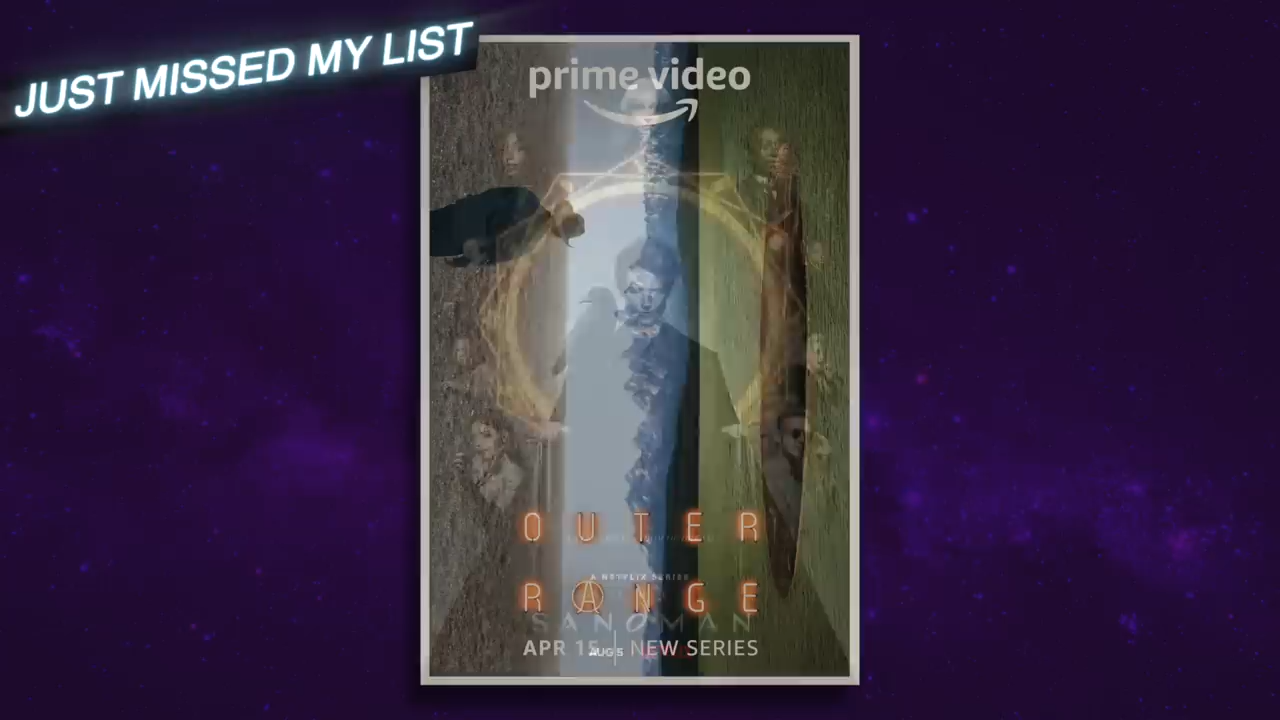 JUST MISSED MY LIST
prime video
OUTER
A NETFLIX SERIES
RANGE
SANDMAN
APR 15 | NEW SERIES
AUG 5